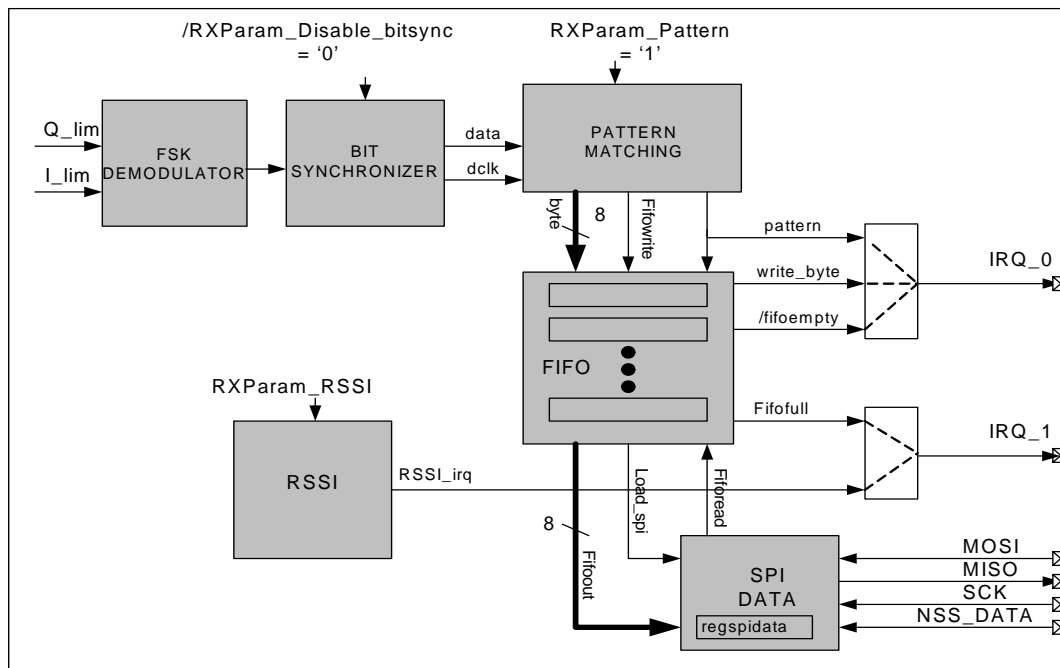 /RXParam_Disable_bitsync
= ‘0’
RXParam_Pattern
= ‘1’
Q_lim
I_lim
FSK
DEMODULATOR
BIT
SYNCHRONIZER
data
dclk
PATTERN
MATCHING
byte
8
Fifowrite
pattern
write_byte
/fifoempty
IRQ_0
FIFO
Fifofull
IRQ_1
RXParam_RSSI
RSSI
RSSI_irq
8
Fifoout
Load_spi
Fiforead
SPI
DATA
regspidata
MOSI
MISO
SCK
NSS_DATA